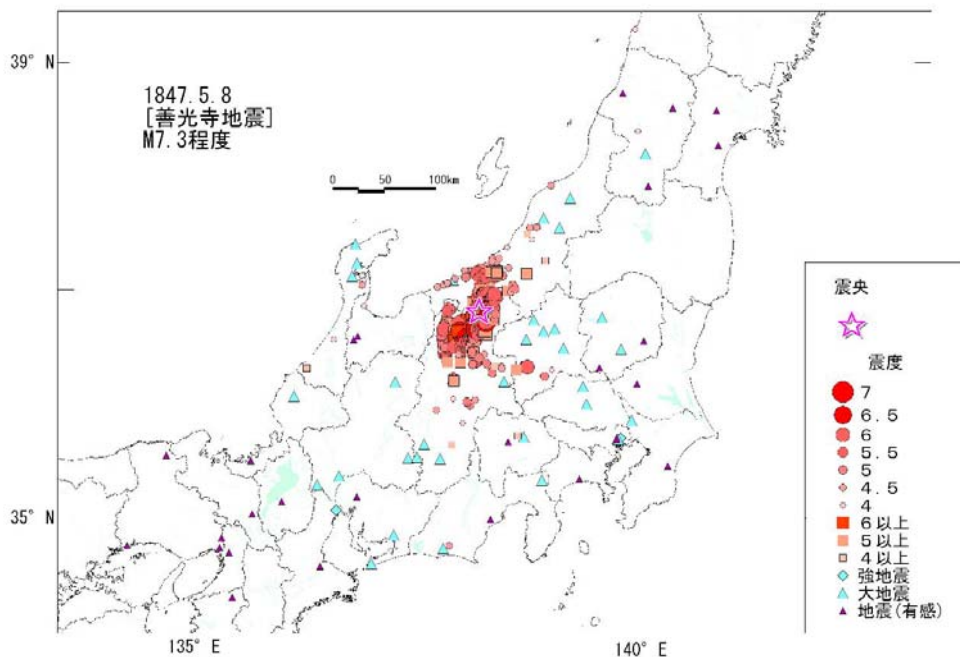 39° N
1847.5.8
[善光寺地震]
M7.3程度
0 50 100km
震央
震度
7
6.5
6
5.5
5
4.5
4
6以上
5以上
4以上
強地震
大地震
地震(有感)
35° N
135° E
140° E